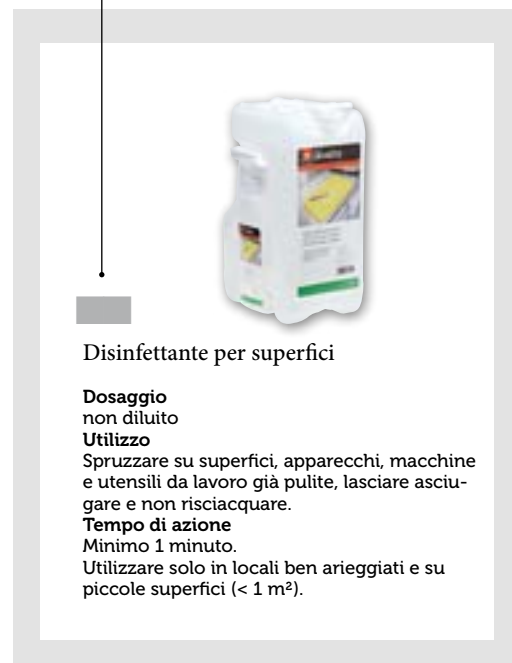 Disinfettante per superfici
Dosaggio
non diluito
Utilizzo
Spruzzare su superfici, apparecchi, macchine
e utensili da lavoro già pulite, lasciare asciu-
gare e non risciacquare.
Tempo di azione
Minimo 1 minuto.
Utilizzare solo in locali ben arieggiati e su
piccole superfici (< 1 m²).